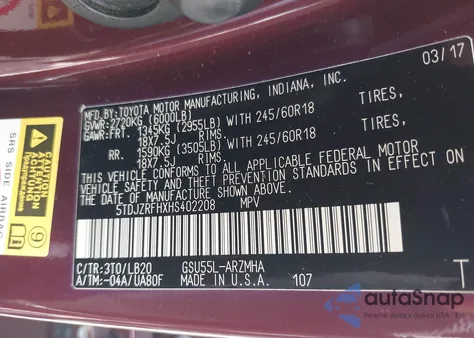 03/17
MFD.BY:TOYOTA MOTOR MANUFACTURING, INDIANA, INC.
GVWR:2720KG (6000LB)
GAWR:FRT. 1345KG (2955LB) WITH 245/60R18 TIRES,
18X7.5J RIMS,
RR. 1590KG (3505LB) WITH 245/60R18 TIRES,
18X7.5J RIMS.
THIS VEHICLE CONFORMS TO ALL APPLICABLE FEDERAL MOTOR
VEHICLE SAFETY AND THEFT PREVENTION STANDARDS IN EFFECT ON
THE DATE OF MANUFACTURE SHOWN ABOVE.
5TDJZRFHXHS402208 MPV
C/TR:3T0/LB20 GSU55L-ARZMHA
A/TM:-04A/UA80F MADE IN U.S.A. 107
T
SRS SIDE AIRBAG
9
autoSnap